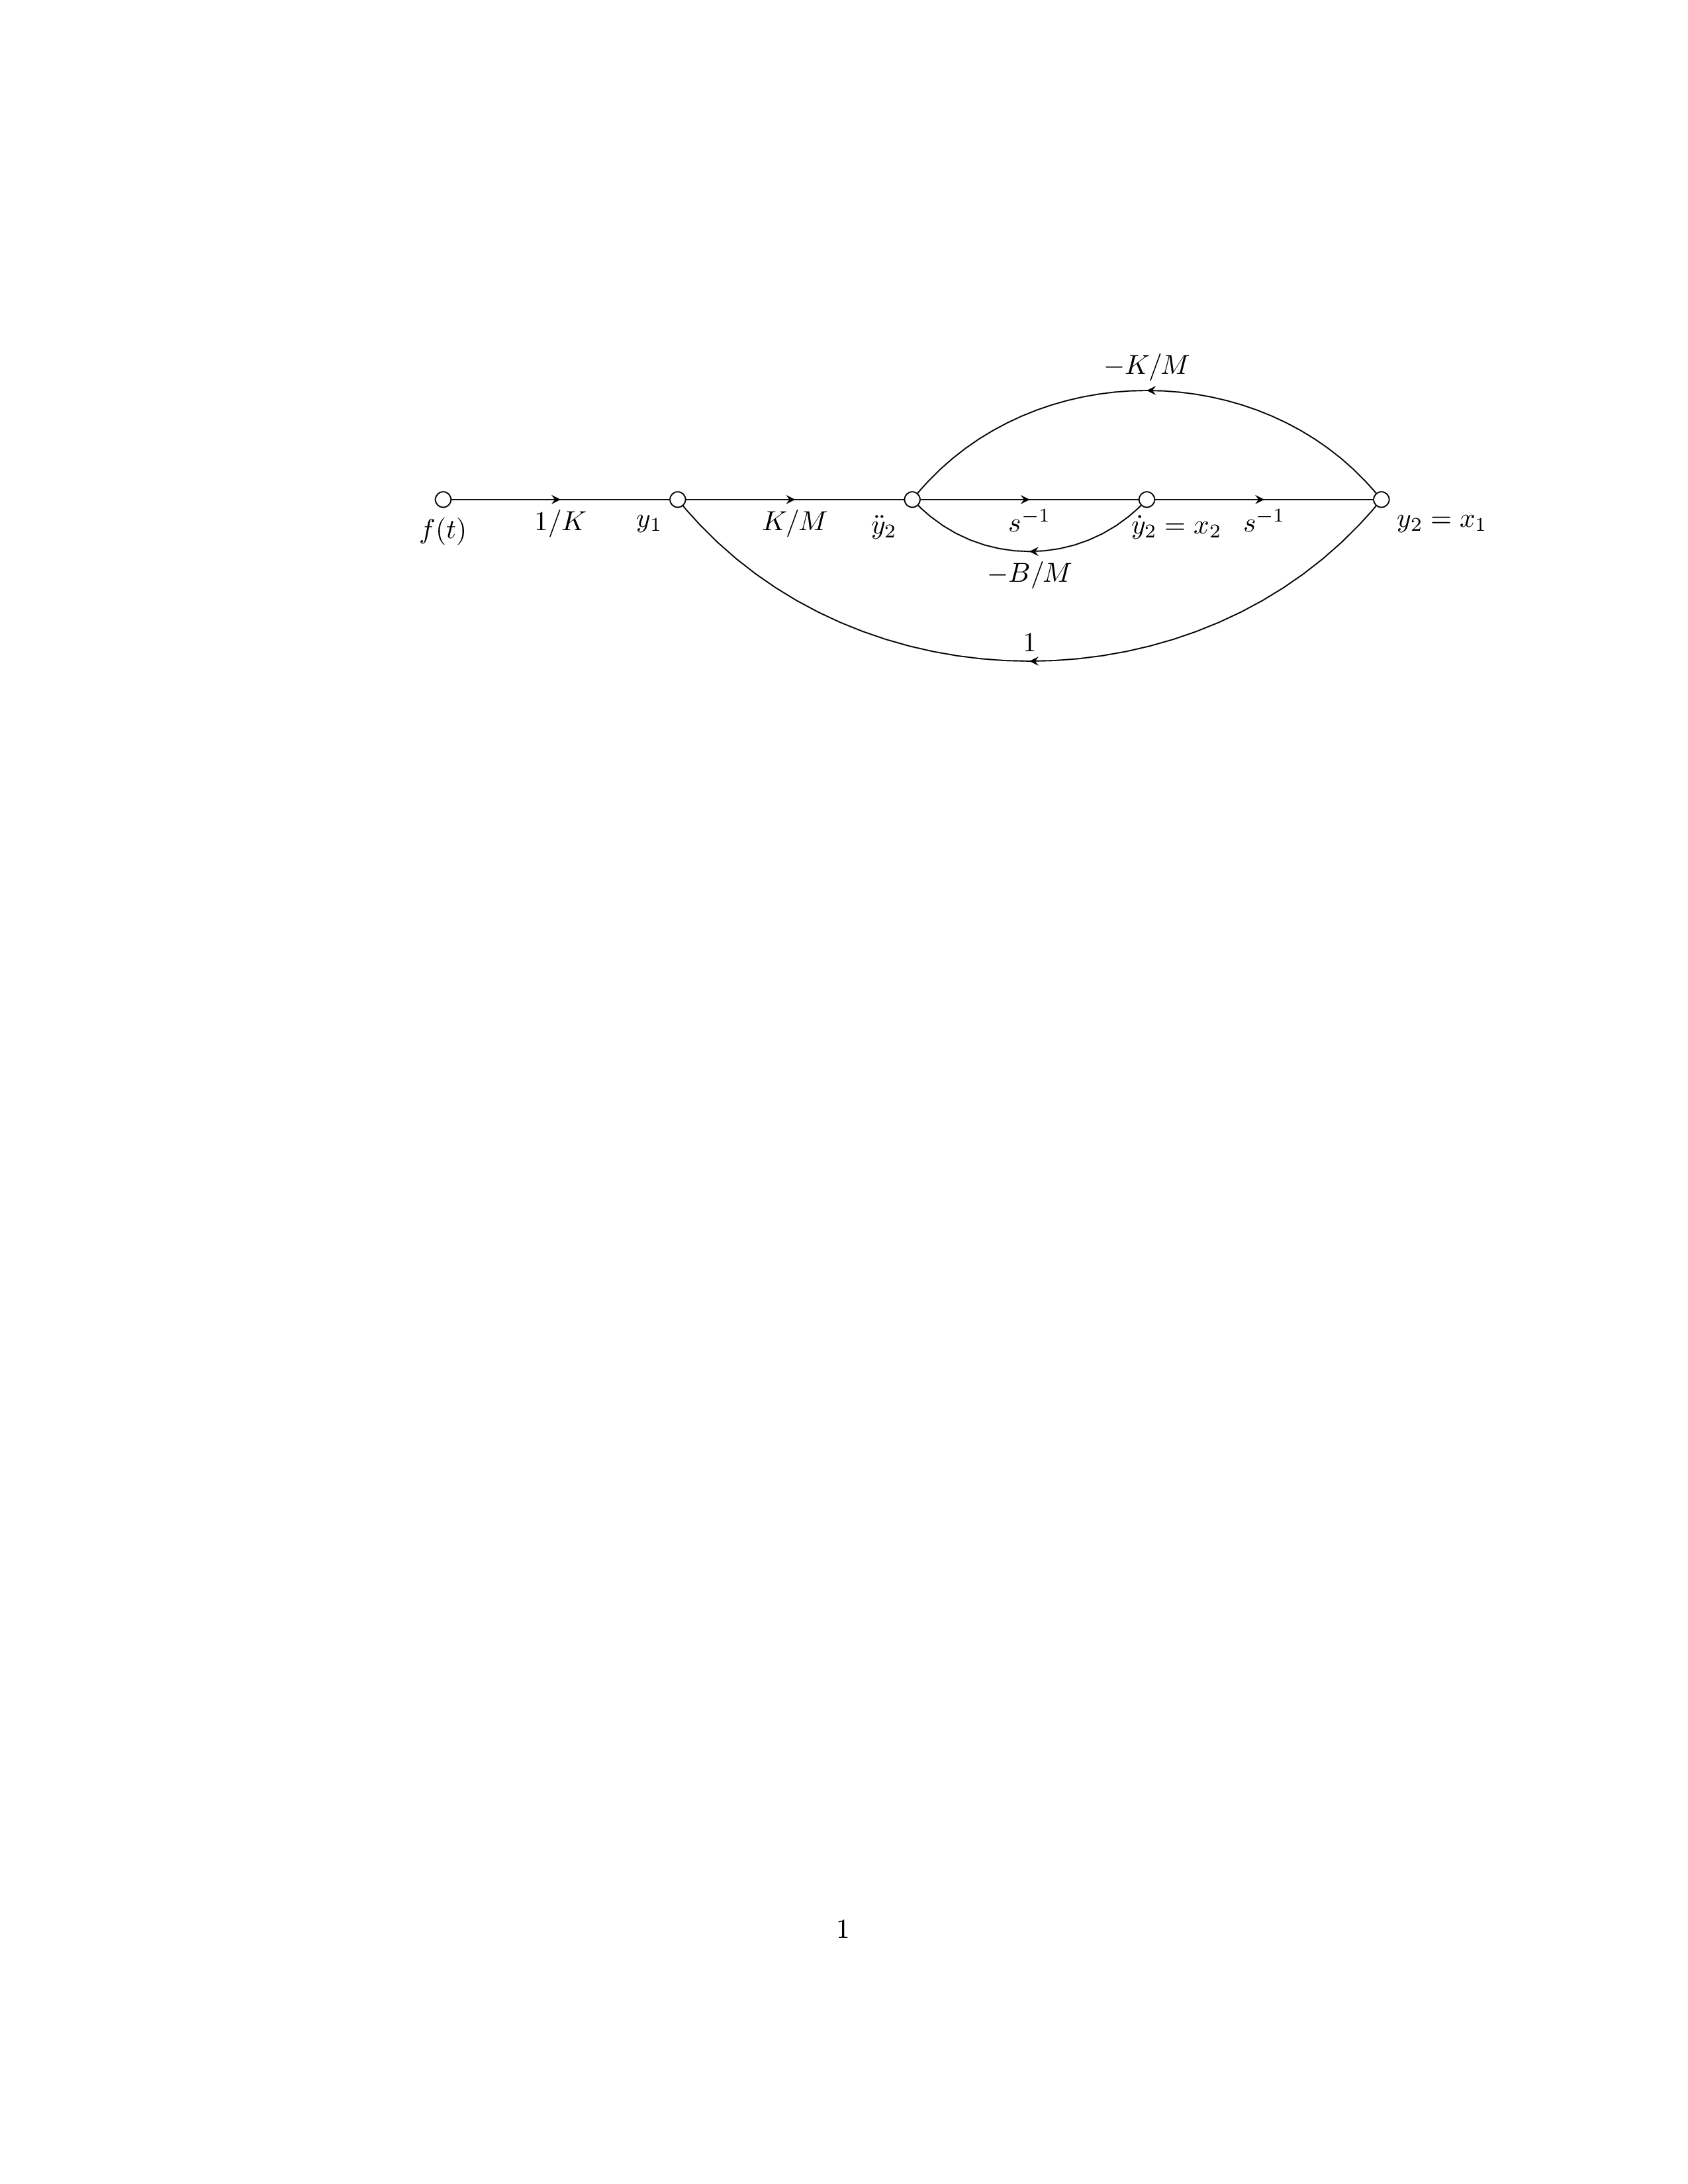 −K/M
f(t) 1/K y₁ K/M ÿ₂ s⁻¹ ẏ₂ = x₂ s⁻¹ y₂ = x₁
−B/M
1
1